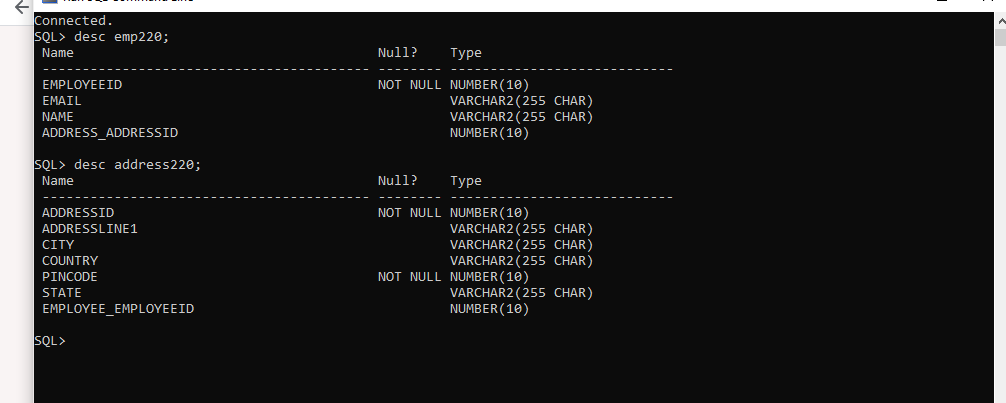 Connected.
SQL> desc emp220;
Name Null? Type
----------------------------------------- -------- ----------------------------
EMPLOYEEID NOT NULL NUMBER(10)
EMAIL VARCHAR2(255 CHAR)
NAME VARCHAR2(255 CHAR)
ADDRESS_ADDRESSID NUMBER(10)
SQL> desc address220;
Name Null? Type
----------------------------------------- -------- ----------------------------
ADDRESSID NOT NULL NUMBER(10)
ADDRESSLINE1 VARCHAR2(255 CHAR)
CITY VARCHAR2(255 CHAR)
COUNTRY VARCHAR2(255 CHAR)
PINCODE NOT NULL NUMBER(10)
STATE VARCHAR2(255 CHAR)
EMPLOYEE_EMPLOYEEID NUMBER(10)
SQL>